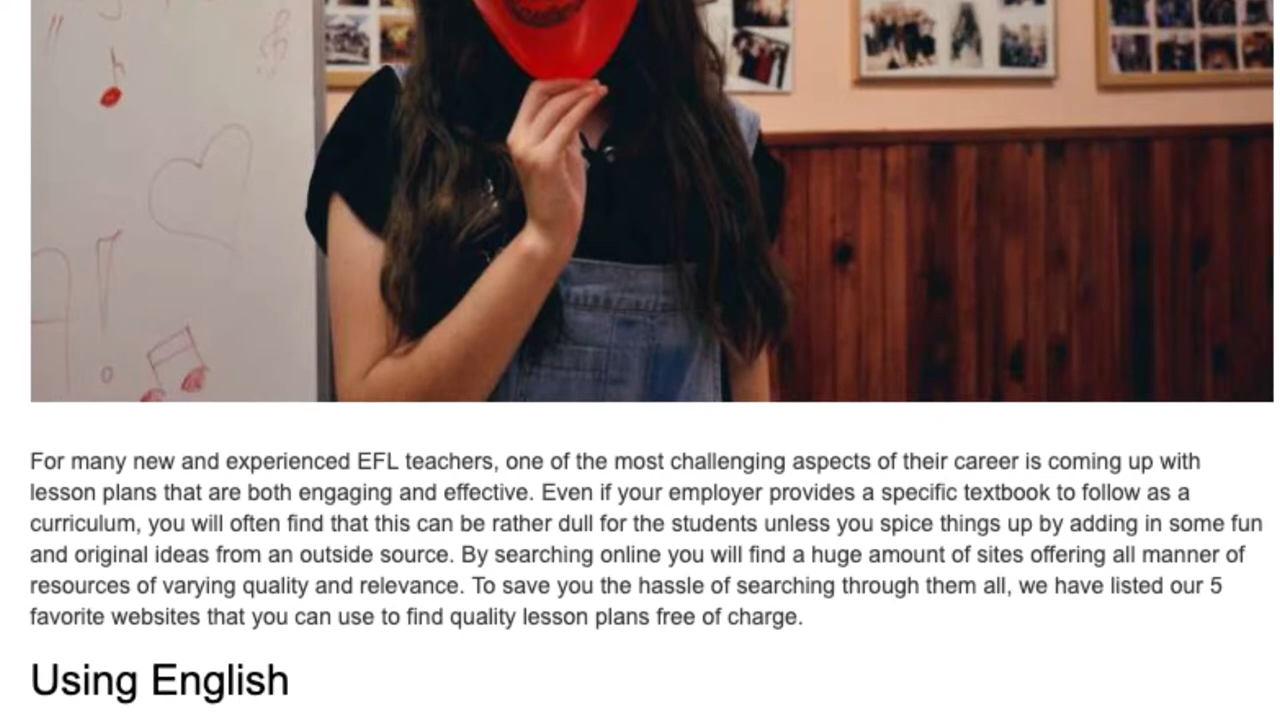 For many new and experienced EFL teachers, one of the most challenging aspects of their career is coming up with
lesson plans that are both engaging and effective. Even if your employer provides a specific textbook to follow as a
curriculum, you will often find that this can be rather dull for the students unless you spice things up by adding in some fun
and original ideas from an outside source. By searching online you will find a huge amount of sites offering all manner of
resources of varying quality and relevance. To save you the hassle of searching through them all, we have listed our 5
favorite websites that you can use to find quality lesson plans free of charge.
Using English